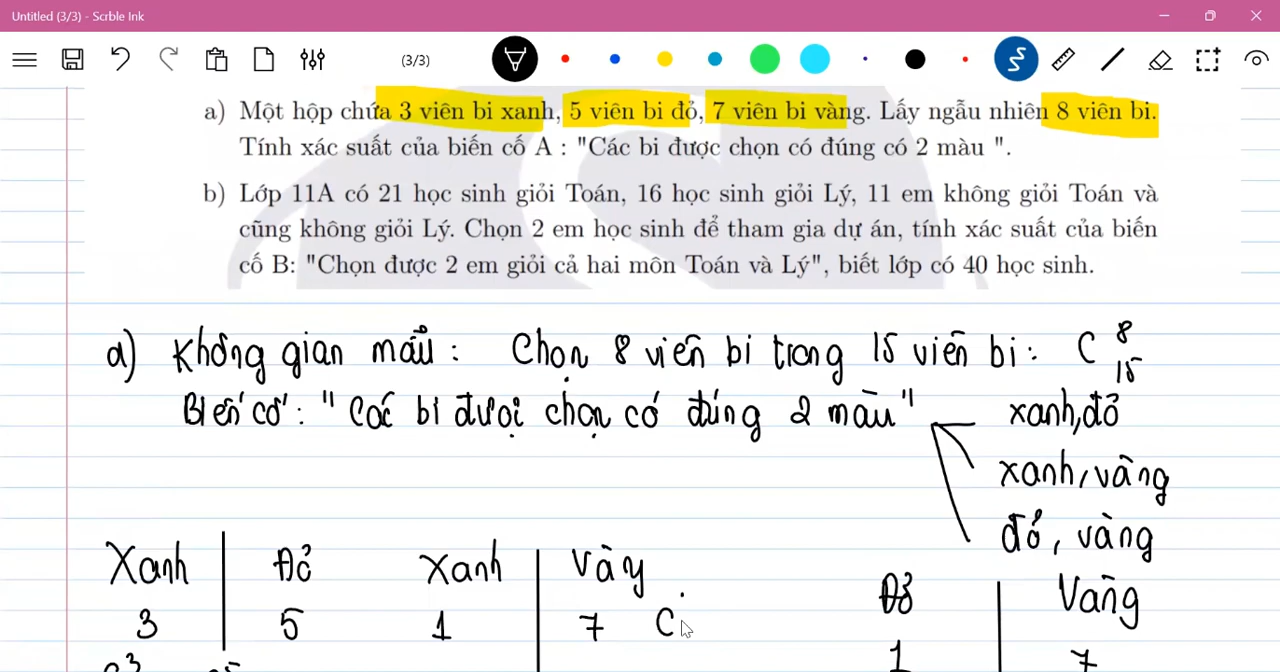 Untitled (3/3) - Scrble Ink
(3/3)
a) Một hộp chứa 3 viên bi xanh, 5 viên bi đỏ, 7 viên bi vàng. Lấy ngẫu nhiên 8 viên bi.
Tính xác suất của biến cố A : "Các bi được chọn có đúng có 2 màu ".
b) Lớp 11A có 21 học sinh giỏi Toán, 16 học sinh giỏi Lý, 11 em không giỏi Toán và
cũng không giỏi Lý. Chọn 2 em học sinh để tham gia dự án, tính xác suất của biến
cố B: "Chọn được 2 em giỏi cả hai môn Toán và Lý", biết lớp có 40 học sinh.
a) Không gian mẫu : Chọn 8 viên bi trong 15 viên bi : C 8 15
Biến cố : " Các bi được chọn có đúng 2 màu " xanh, đỏ
xanh, vàng
đỏ, vàng
Xanh Đỏ Xanh Vàng Đỏ Vàng
3 5 1 7 C 1 7